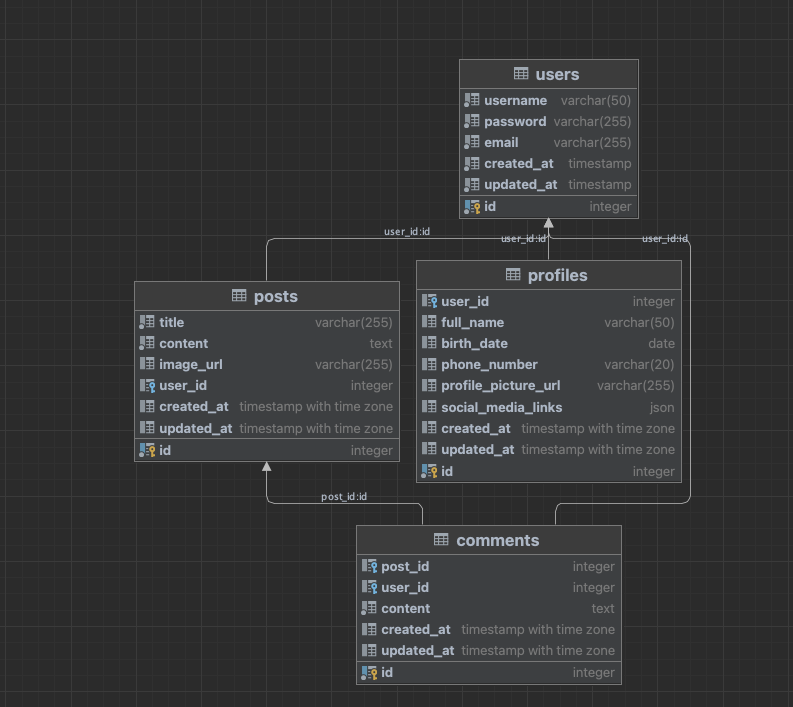 users
username varchar(50)
password varchar(255)
email varchar(255)
created_at timestamp
updated_at timestamp
id integer
user_id:id
user_id:id
user_id:id
posts
title varchar(255)
content text
image_url varchar(255)
user_id integer
created_at timestamp with time zone
updated_at timestamp with time zone
id integer
profiles
user_id integer
full_name varchar(50)
birth_date date
phone_number varchar(20)
profile_picture_url varchar(255)
social_media_links json
created_at timestamp with time zone
updated_at timestamp with time zone
id integer
post_id:id
comments
post_id integer
user_id integer
content text
created_at timestamp with time zone
updated_at timestamp with time zone
id integer